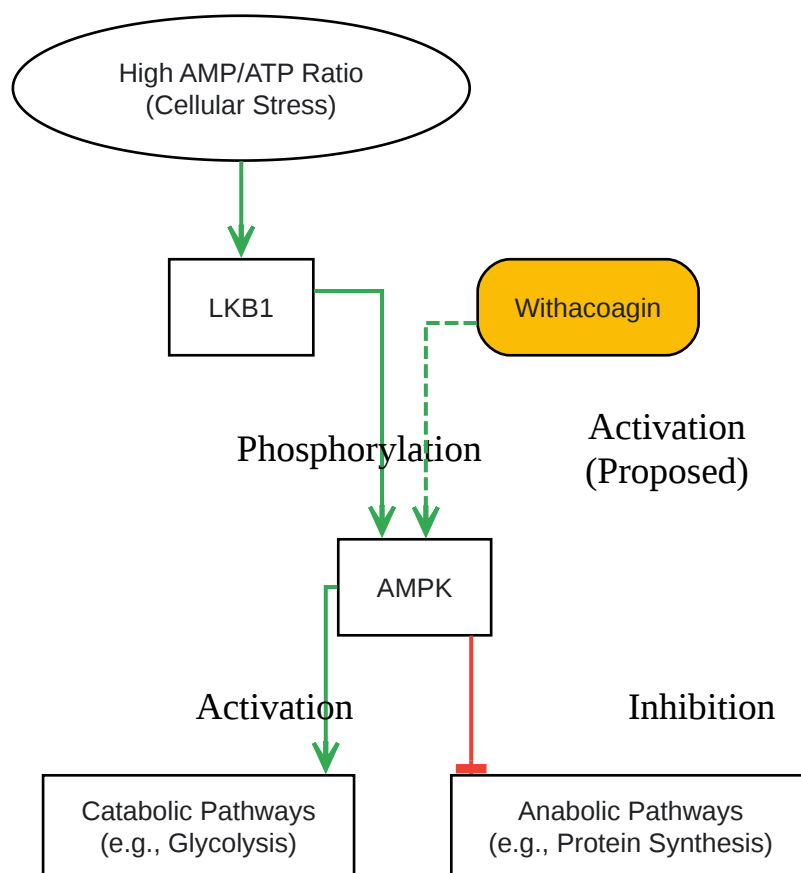 High AMP/ATP Ratio
(Cellular Stress)
LKB1
Withacoagin
Phosphorylation
Activation
(Proposed)
AMPK
Activation
Inhibition
Catabolic Pathways
(e.g., Glycolysis)
Anabolic Pathways
(e.g., Protein Synthesis)